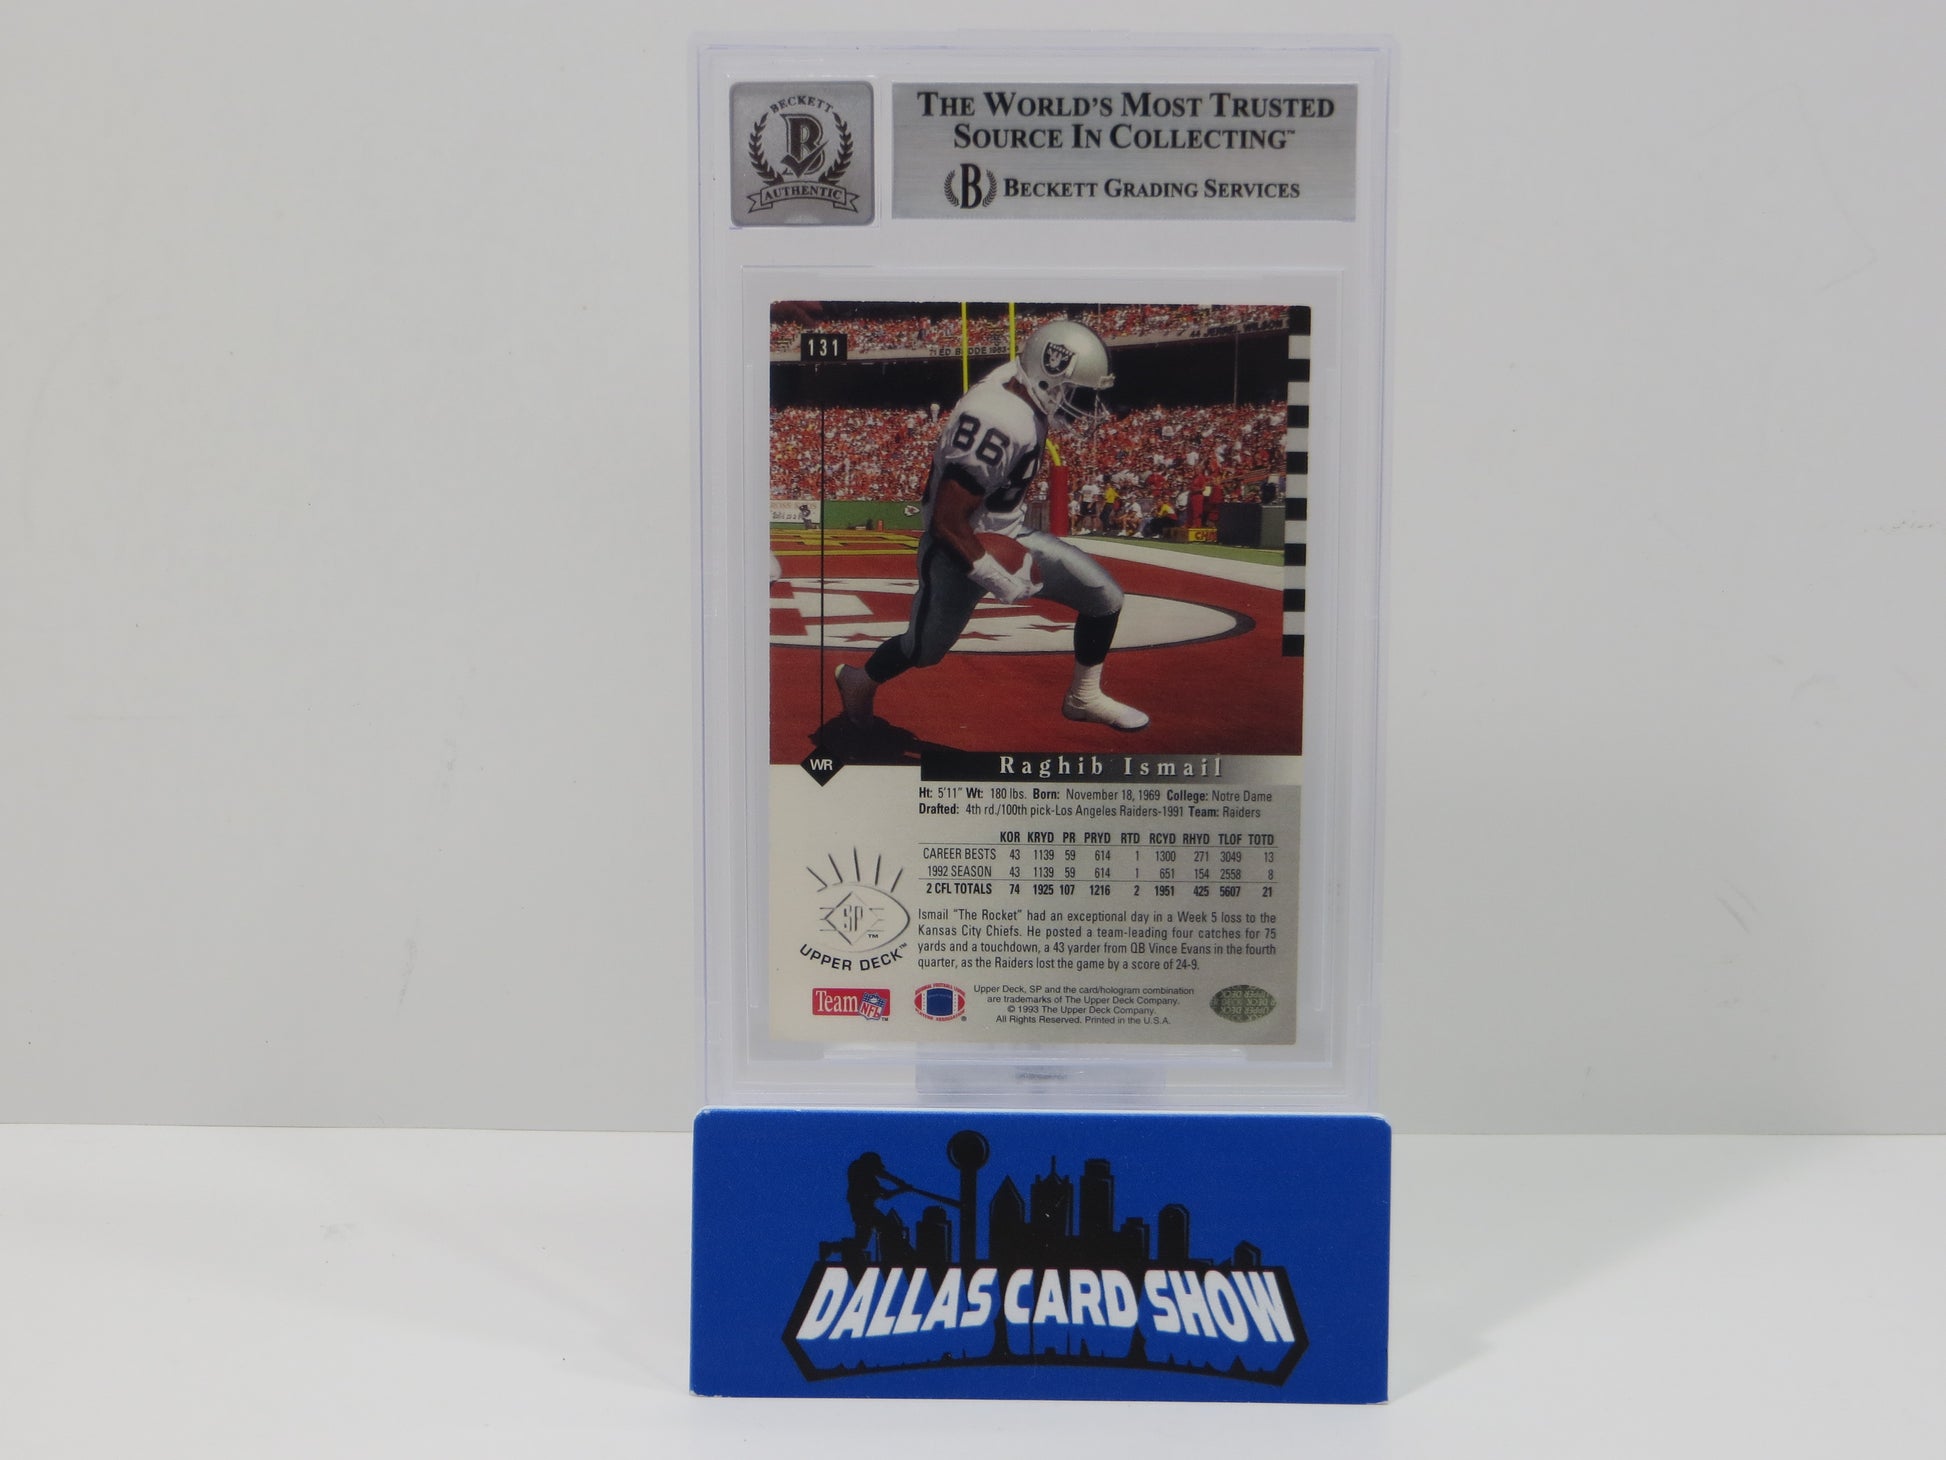 BECKETT
B
AUTHENTIC
THE WORLD'S MOST TRUSTED
SOURCE IN COLLECTING™
B BECKETT GRADING SERVICES
131
86
WR
Raghib Ismail
Ht: 5'11" Wt: 180 lbs. Born: November 18, 1969 College: Notre Dame
Drafted: 4th rd./100th pick-Los Angeles Raiders-1991 Team: Raiders
KOR KRYD PR PRYD RTD RCYD RHYD TLOF TOTD
CAREER BESTS 43 1139 59 614 1 1300 271 3049 13
1992 SEASON 43 1139 59 614 1 651 154 2558 8
2 CFL TOTALS 74 1925 107 1216 2 1951 425 5607 21
Ismail "The Rocket" had an exceptional day in a Week 5 loss to the
Kansas City Chiefs. He posted a team-leading four catches for 75
yards and a touchdown, a 43 yarder from QB Vince Evans in the fourth
quarter, as the Raiders lost the game by a score of 24-9.
SP™
UPPER DECK™
Team NFL™
Upper Deck, SP and the card/hologram combination
are trademarks of The Upper Deck Company.
© 1993 The Upper Deck Company.
All Rights Reserved. Printed in the U.S.A.
DALLAS CARD SHOW